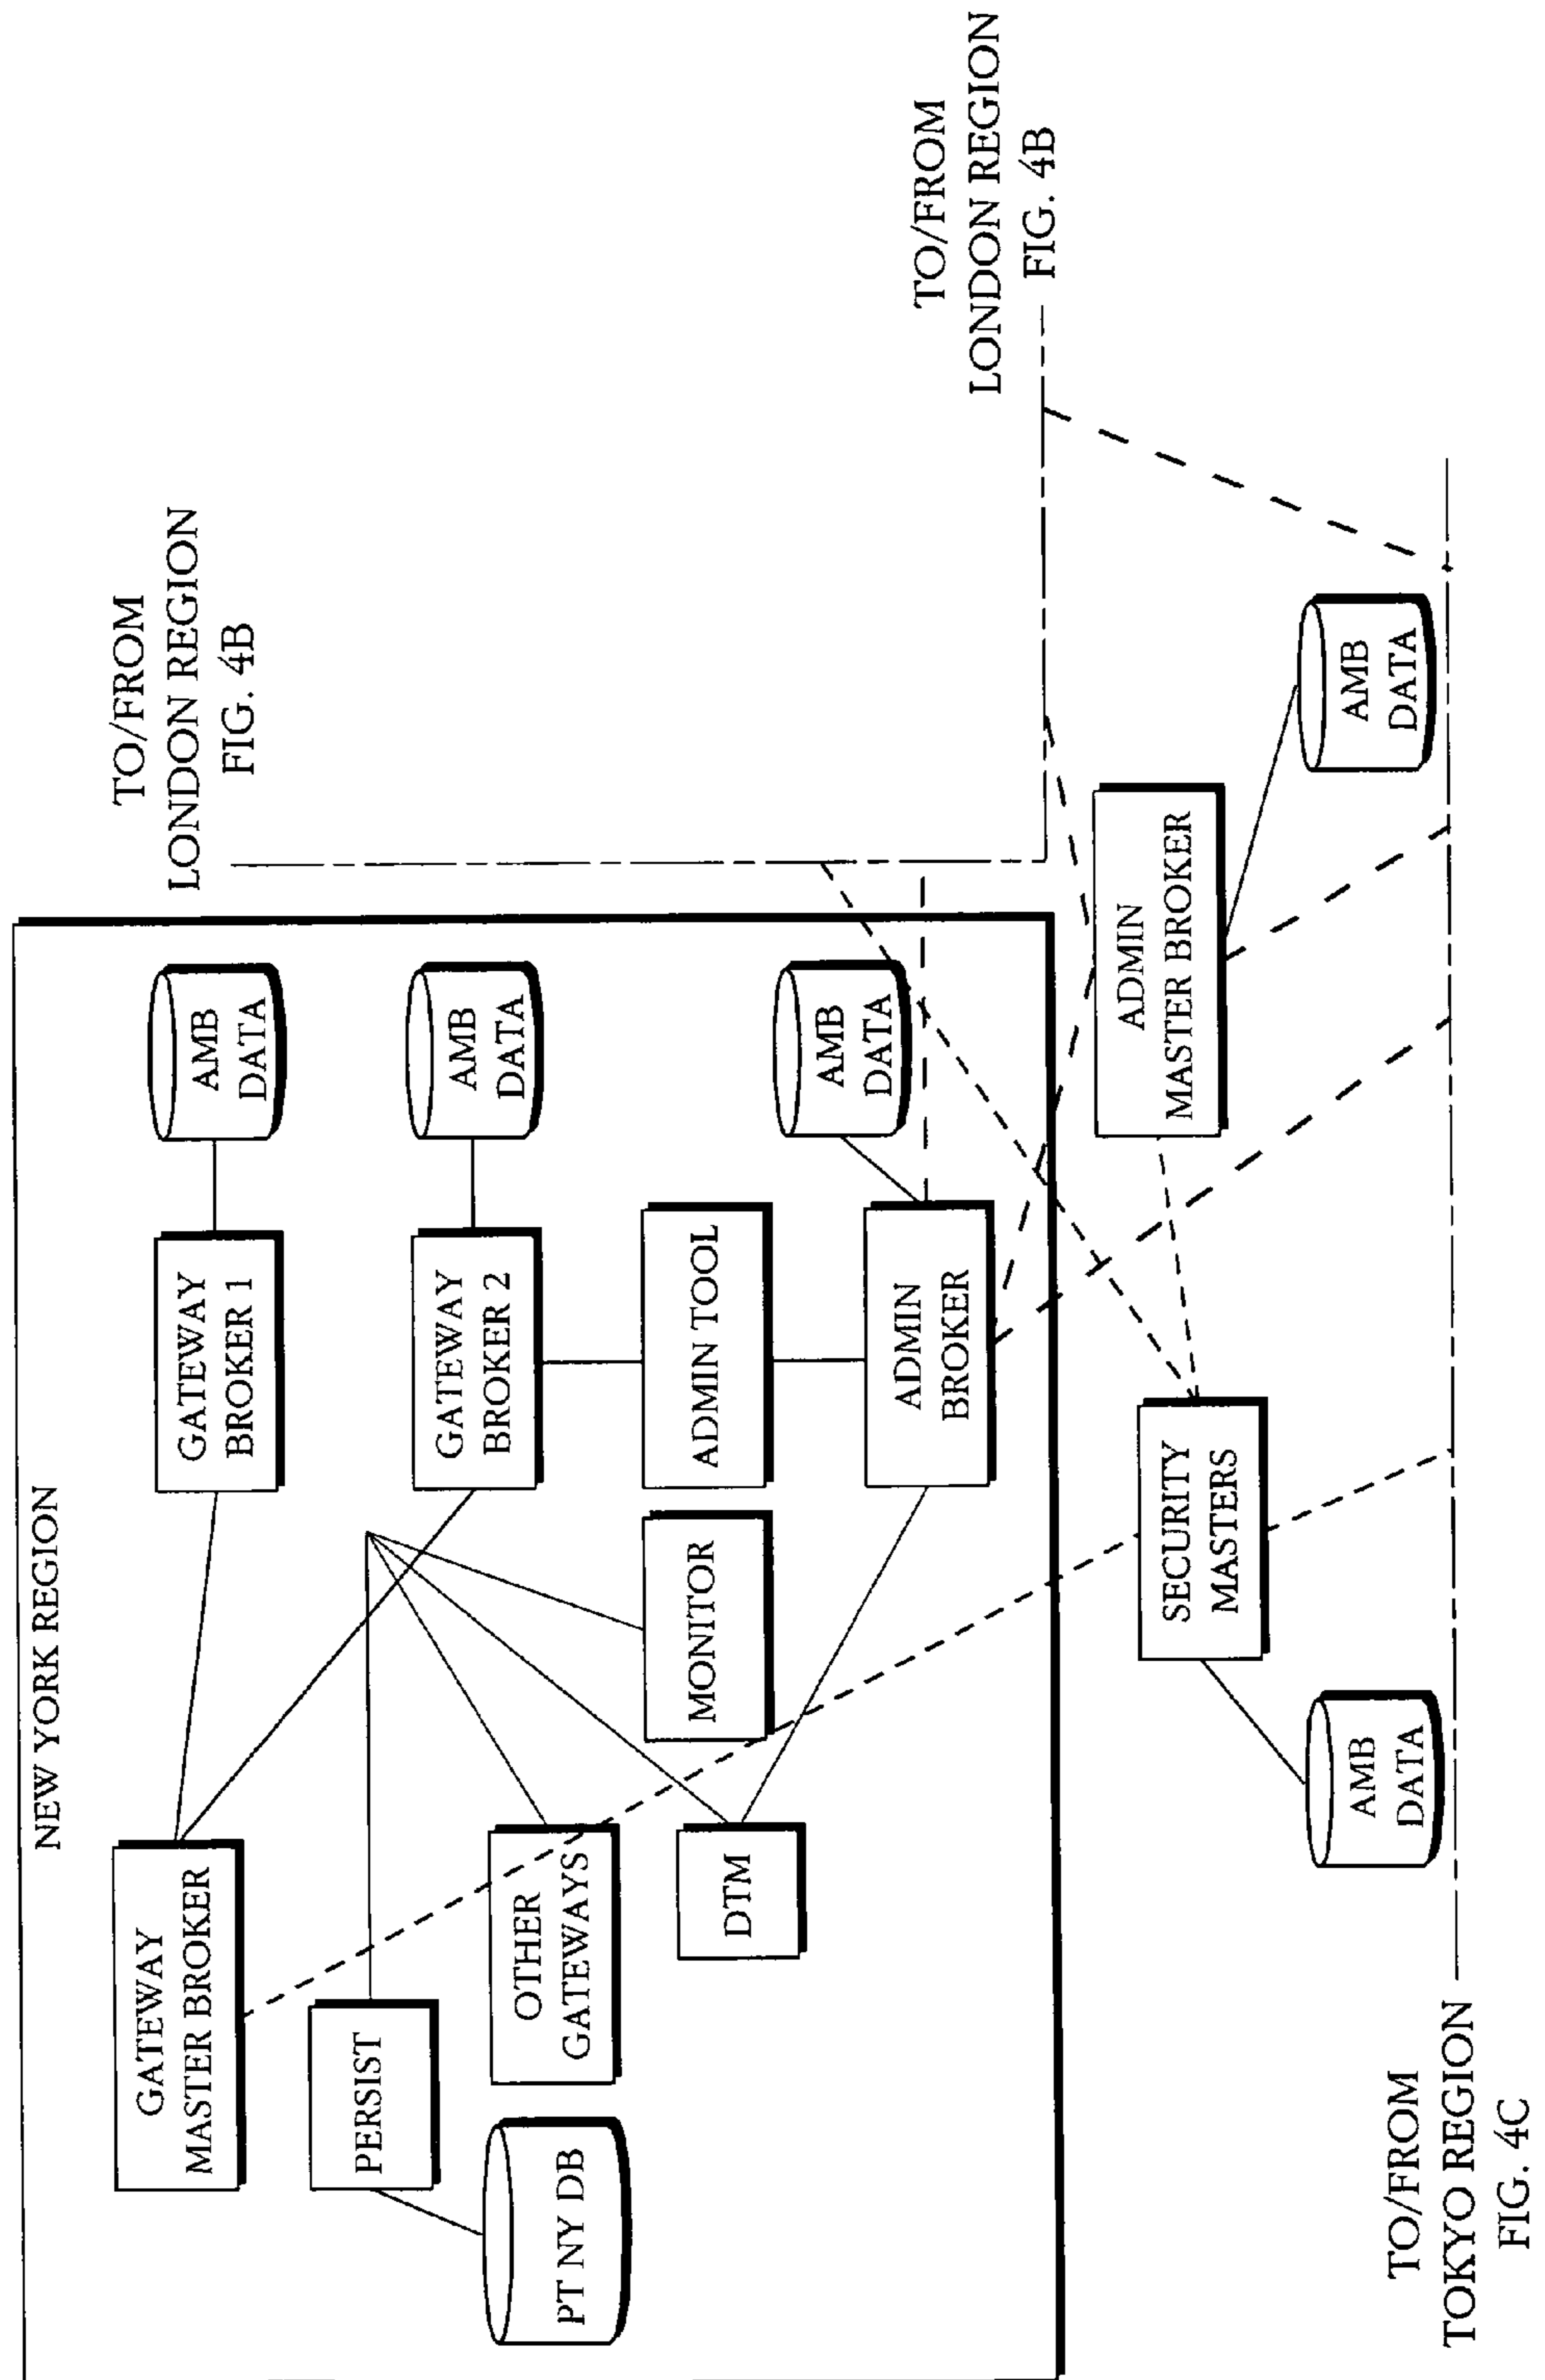 NEW YORK REGION
GATEWAY
MASTER BROKER
GATEWAY
BROKER 1
AMB
DATA
TO/FROM
LONDON REGION
FIG. 4B
PERSIST
GATEWAY
BROKER 2
AMB
DATA
PT NY DB
OTHER
GATEWAYS
MONITOR
ADMIN TOOL
DTM
ADMIN
BROKER
AMB
DATA
TO/FROM
LONDON REGION
FIG. 4B
SECURITY
MASTERS
ADMIN
MASTER BROKER
AMB
DATA
AMB
DATA
TO/FROM
TOKYO REGION
FIG. 4C